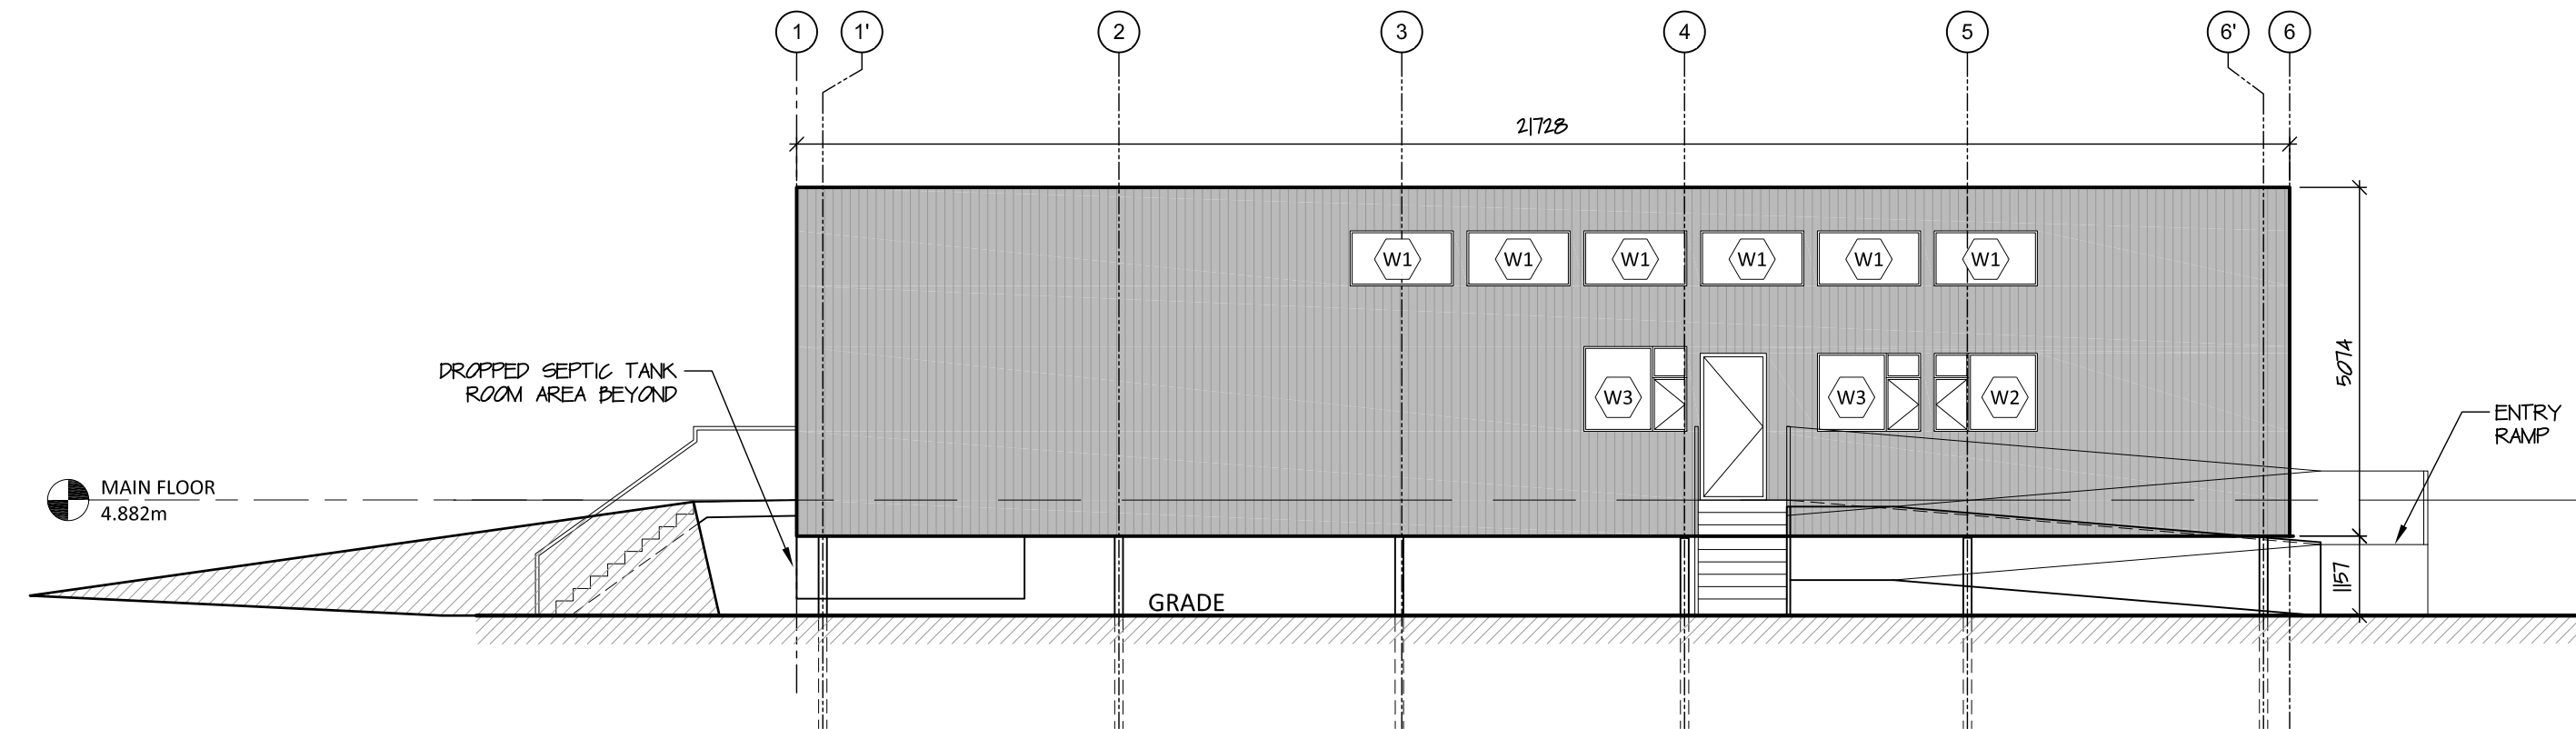 1
1'
2
3
4
5
6'
6
21728
W1
W1
W1
W1
W1
W1
5074
DROPPED SEPTIC TANK
ROOM AREA BEYOND
W3
W3
W2
ENTRY
RAMP
MAIN FLOOR
4.882m
1157
GRADE